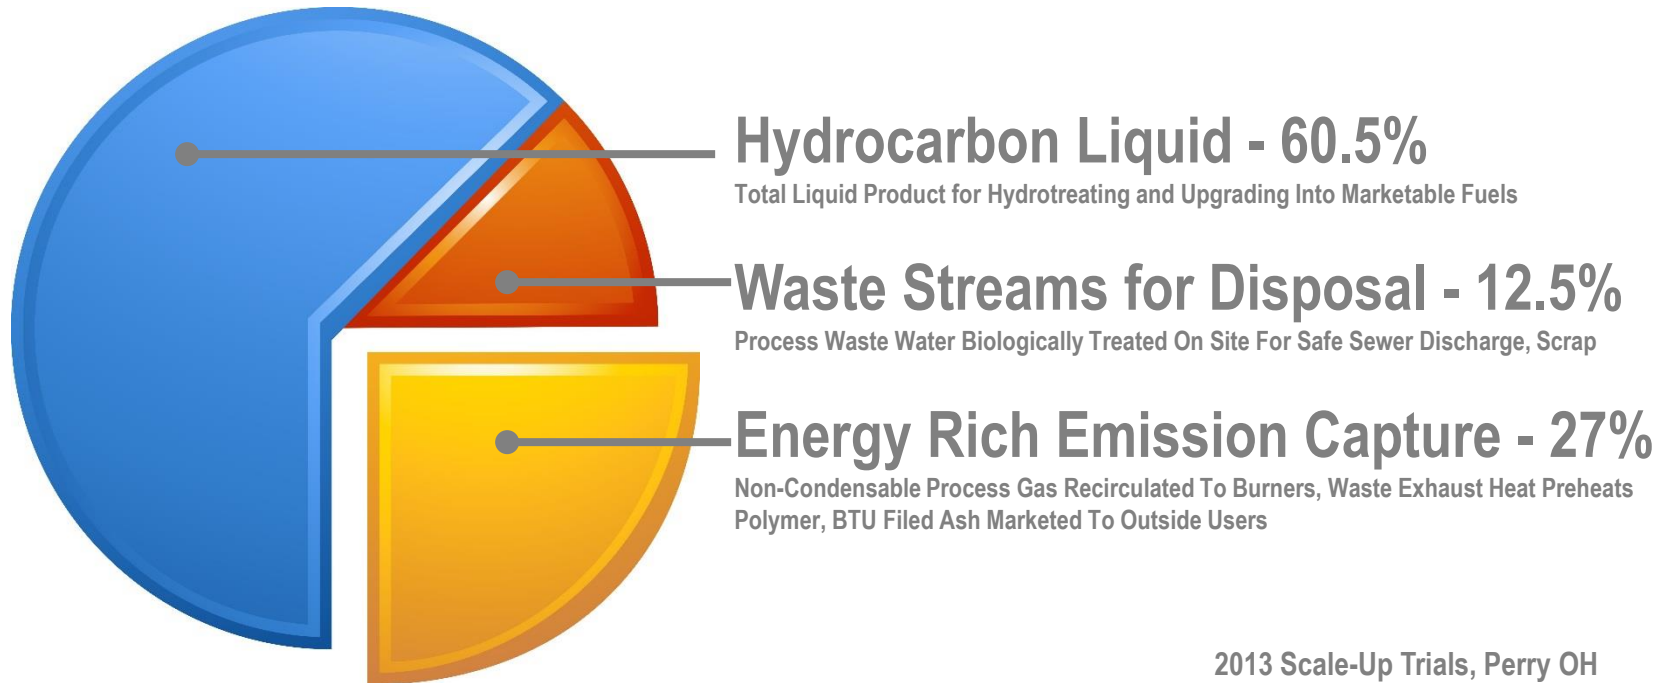 Hydrocarbon Liquid - 60.5%
Total Liquid Product for Hydrotreating and Upgrading Into Marketable Fuels
Waste Streams for Disposal - 12.5%
Process Waste Water Biologically Treated On Site For Safe Sewer Discharge, Scrap
Energy Rich Emission Capture - 27%
Non-Condensable Process Gas Recirculated To Burners, Waste Exhaust Heat Preheats
Polymer, BTU Filed Ash Marketed To Outside Users
2013 Scale-Up Trials, Perry OH